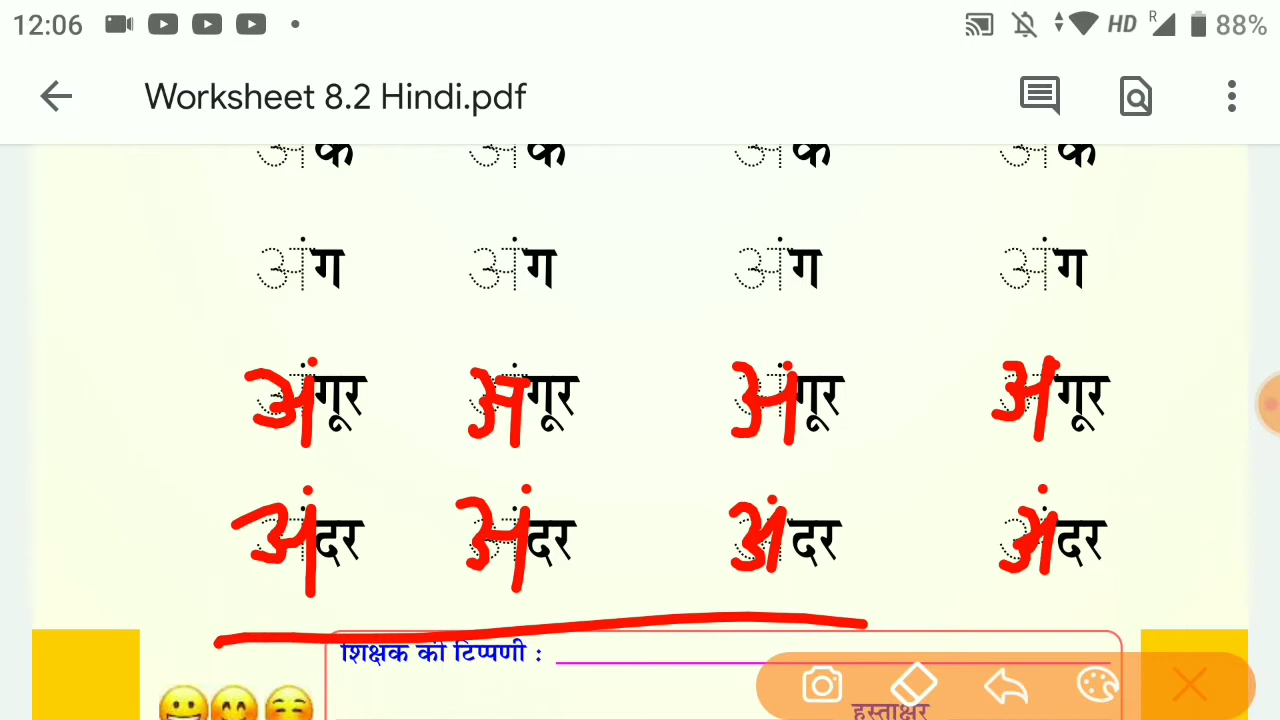 12:06 HD R 88%
Worksheet 8.2 Hindi.pdf
अंक अंक अंक अंक
अंग अंग अंग अंग
अंगूर अंगूर अंगूर अंगूर
अंदर अंदर अंदर अंदर
शिक्षक की टिप्पणी :
हस्ताक्षर